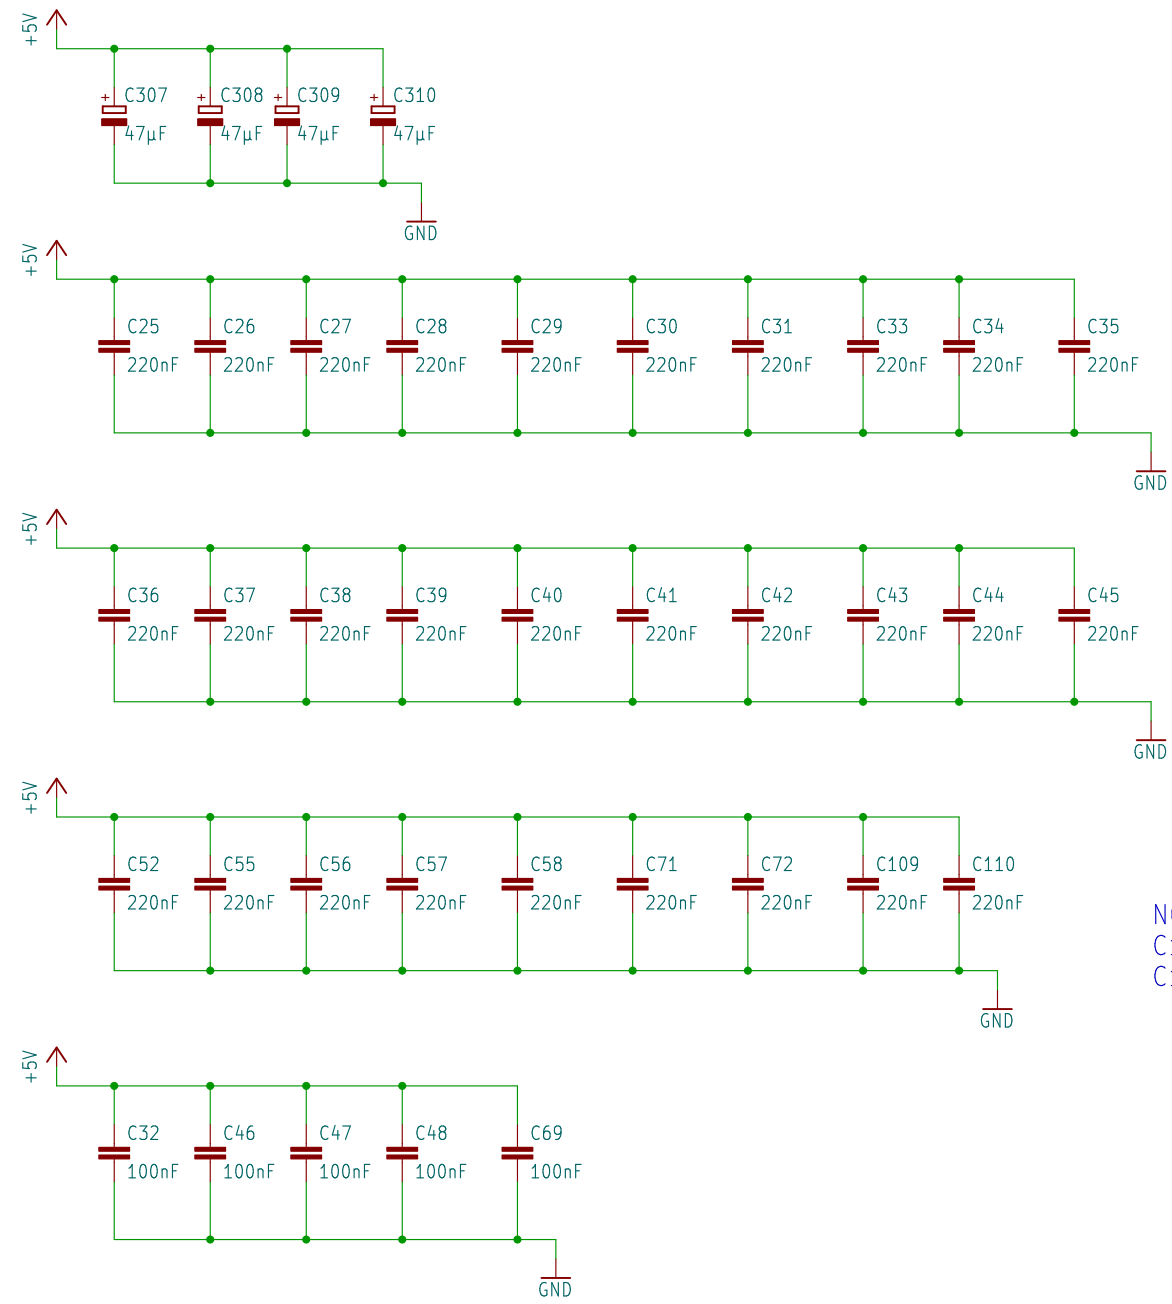 +5V
C307 C308 C309 C310
47µF 47µF 47µF 47µF
GND
+5V
C25 C26 C27 C28 C29 C30 C31 C33 C34 C35
220nF 220nF 220nF 220nF 220nF 220nF 220nF 220nF 220nF 220nF
GND
+5V
C36 C37 C38 C39 C40 C41 C42 C43 C44 C45
220nF 220nF 220nF 220nF 220nF 220nF 220nF 220nF 220nF 220nF
GND
+5V
C52 C55 C56 C57 C58 C71 C72 C109 C110
220nF 220nF 220nF 220nF 220nF 220nF 220nF 220nF 220nF
GND
+5V
C32 C46 C47 C48 C69
100nF 100nF 100nF 100nF 100nF
GND